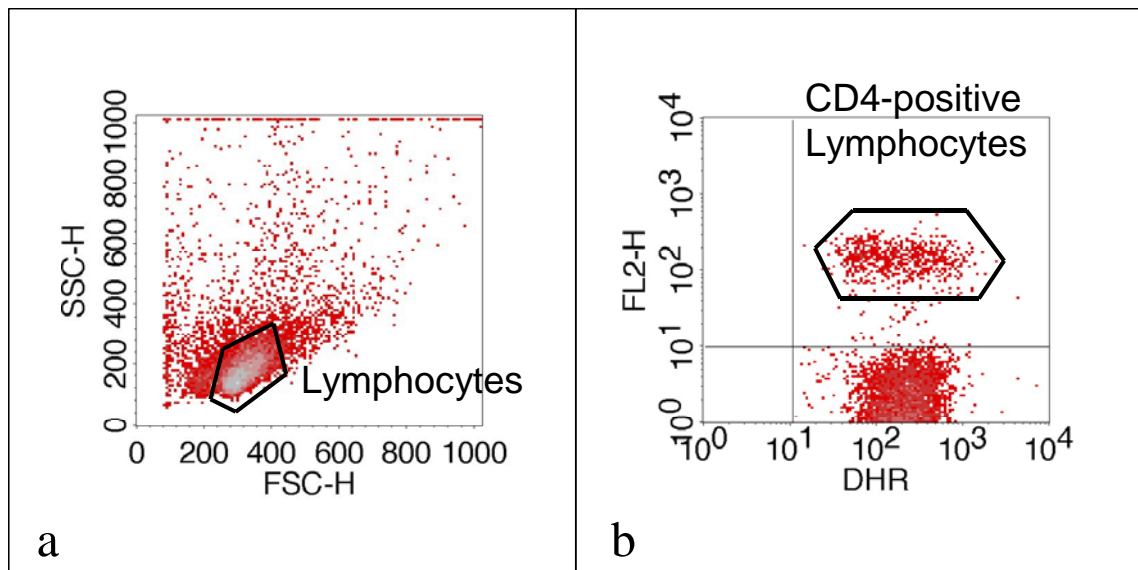 SSC-H
1000
800
600
400
200
0
Lymphocytes
0 200 400 600 800 1000
FSC-H
a
CD4-positive
Lymphocytes
FL2-H
10^4
10^3
10^2
10^1
10^0
10^0 10^1 10^2 10^3 10^4
DHR
b